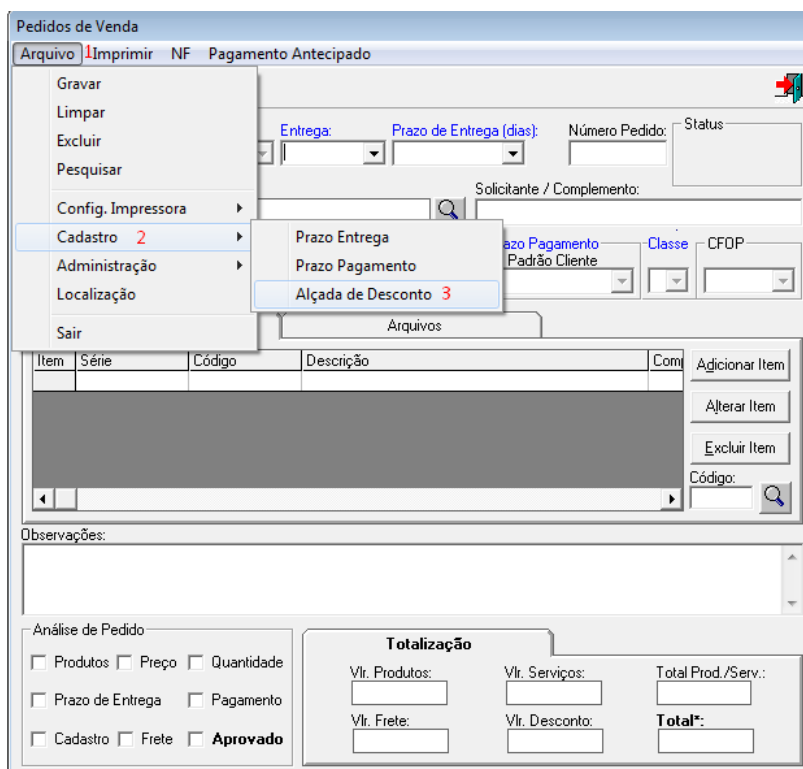 Pedidos de Venda
Arquivo 1 Imprimir NF Pagamento Antecipado
Gravar
Limpar
Excluir
Pesquisar
Config. Impressora
Cadastro 2
Administração
Localização
Sair
Prazo Entrega
Prazo Pagamento
Alçada de Desconto 3
Entrega: Prazo de Entrega (dias): Número Pedido: Status
Solicitante / Complemento:
azo Pagamento Classe CFOP
Padrão Cliente
Arquivos
Item Série Código Descrição Com
Adicionar Item
Alterar Item
Excluir Item
Código:
Observações:
Análise de Pedido
Produtos Preço Quantidade
Prazo de Entrega Pagamento
Cadastro Frete Aprovado
Totalização
Vlr. Produtos: Vlr. Serviços: Total Prod./Serv.:
Vlr. Frete: Vlr. Desconto: Total*: